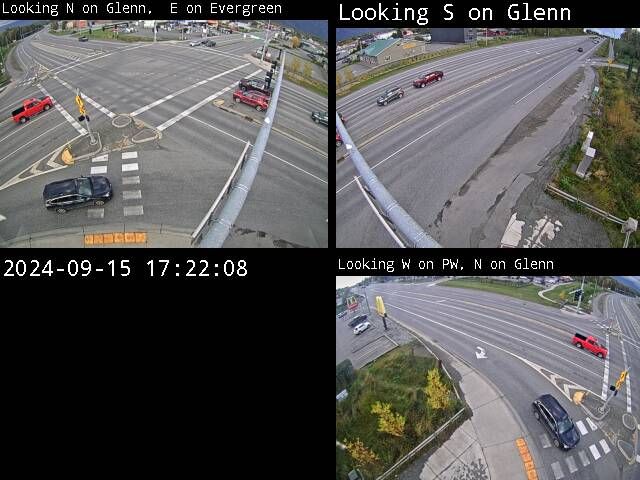 Looking N on Glenn, E on Evergreen
Looking S on Glenn
2024-09-15 17:22:08
Looking W on PW, N on Glenn